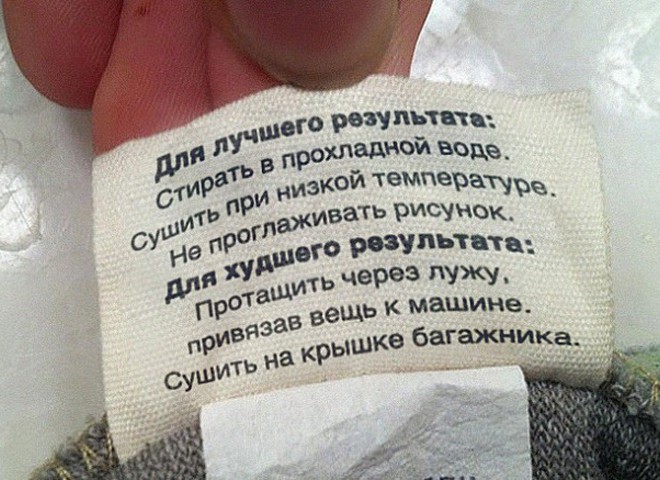 Для лучшего результата:
Стирать в прохладной воде.
Сушить при низкой температуре.
Не проглаживать рисунок.
Для худшего результата:
Протащить через лужу,
привязав вещь к машине.
Сушить на крышке багажника.